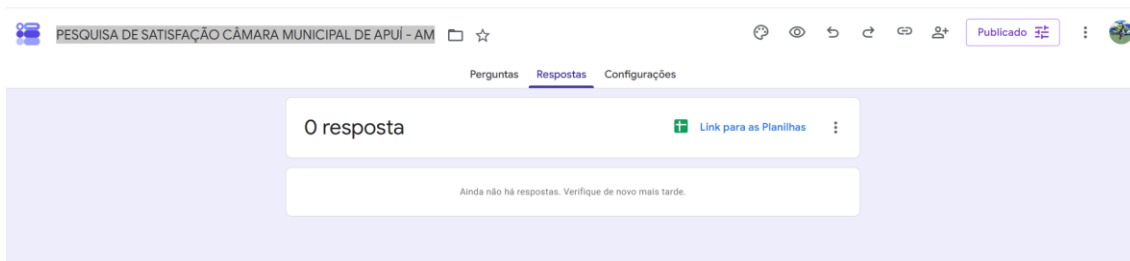 PESQUISA DE SATISFAÇÃO CÂMARA MUNICIPAL DE APUÍ - AM
Publicado
Perguntas Respostas Configurações
0 resposta
Link para as Planilhas
Ainda não há respostas. Verifique de novo mais tarde.